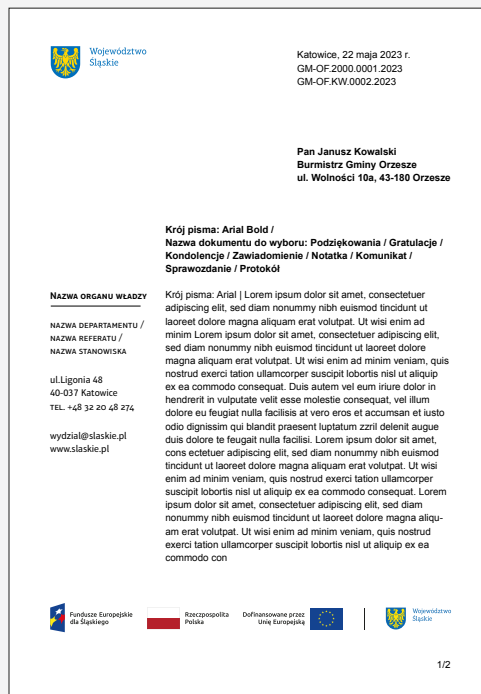 Województwo
Śląskie
Katowice, 22 maja 2023 r.
GM-OF.2000.0001.2023
GM-OF.KW.0002.2023
Pan Janusz Kowalski
Burmistrz Gminy Orzesze
ul. Wolności 10a, 43-180 Orzesze
Krój pisma: Arial Bold /
Nazwa dokumentu do wyboru: Podziękowania / Gratulacje /
Kondolencje / Zawiadomienie / Notatka / Komunikat /
Sprawozdanie / Protokół
NAZWA ORGANU WŁADZY
NAZWA DEPARTAMENTU /
NAZWA REFERATU /
NAZWA STANOWISKA
ul.Ligonia 48
40-037 Katowice
TEL. +48 32 20 48 274
wydzial@slaskie.pl
www.slaskie.pl
Krój pisma: Arial | Lorem ipsum dolor sit amet, consectetuer
adipiscing elit, sed diam nonummy nibh euismod tincidunt ut
laoreet dolore magna aliquam erat volutpat. Ut wisi enim ad
minim Lorem ipsum dolor sit amet, consectetuer adipiscing elit,
sed diam nonummy nibh euismod tincidunt ut laoreet dolore
magna aliquam erat volutpat. Ut wisi enim ad minim veniam, quis
nostrud exerci tation ullamcorper suscipit lobortis nisl ut aliquip
ex ea commodo consequat. Duis autem vel eum iriure dolor in
hendrerit in vulputate velit esse molestie consequat, vel illum
dolore eu feugiat nulla facilisis at vero eros et accumsan et iusto
odio dignissim qui blandit praesent luptatum zzril delenit augue
duis dolore te feugait nulla facilisi. Lorem ipsum dolor sit amet,
cons ectetuer adipiscing elit, sed diam nonummy nibh euismod
tincidunt ut laoreet dolore magna aliquam erat volutpat. Ut wisi
enim ad minim veniam, quis nostrud exerci tation ullamcorper
suscipit lobortis nisl ut aliquip ex ea commodo consequat. Lorem
ipsum dolor sit amet, consectetuer adipiscing elit, sed diam
nonummy nibh euismod tincidunt ut laoreet dolore magna aliqu-
am erat volutpat. Ut wisi enim ad minim veniam, quis nostrud
exerci tation ullamcorper suscipit lobortis nisl ut aliquip ex ea
commodo con
Fundusze Europejskie
dla Śląskiego
Rzeczpospolita
Polska
Dofinansowane przez
Unię Europejską
Województwo
Śląskie
1/2